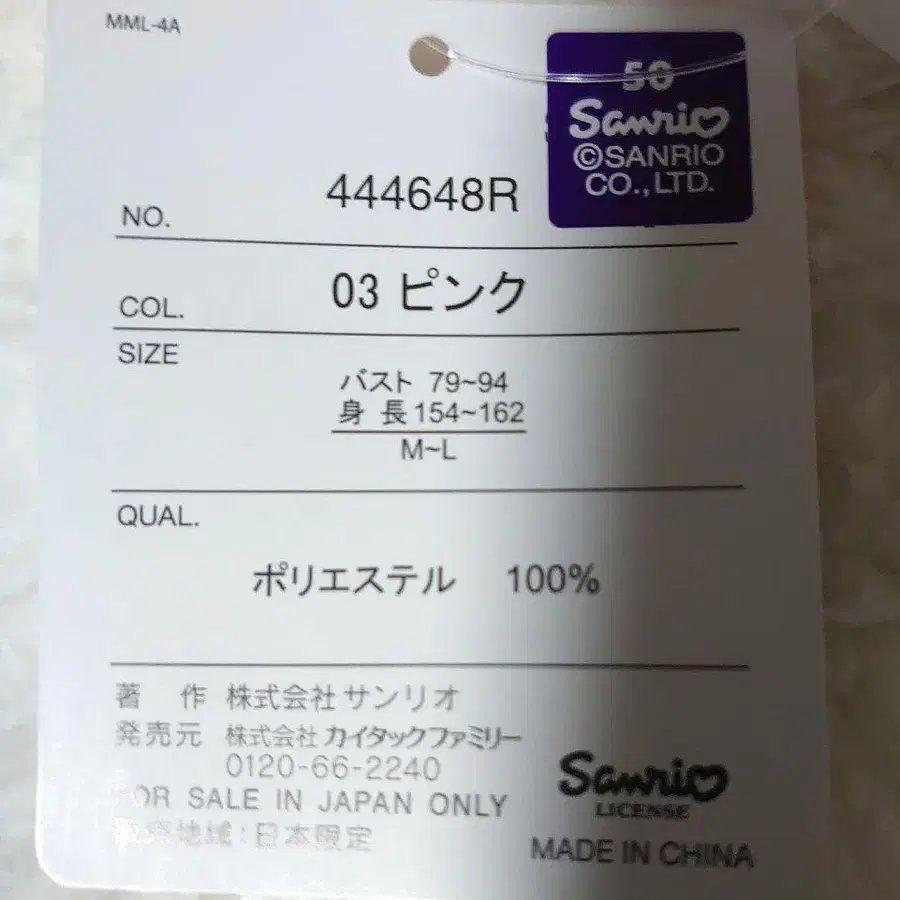 MML-4A
50
Sanrio
©SANRIO
CO.,LTD.
NO. 444648R
COL. 03 ピンク
SIZE
バスト 79~94
身 長 154~162
M~L
QUAL.
ポリエステル 100%
著 作 株式会社 サンリオ
発売元 株式会社 カイタックファミリー
0120-66-2240
FOR SALE IN JAPAN ONLY
地域:日本限定
Sanrio
LICENSE
MADE IN CHINA